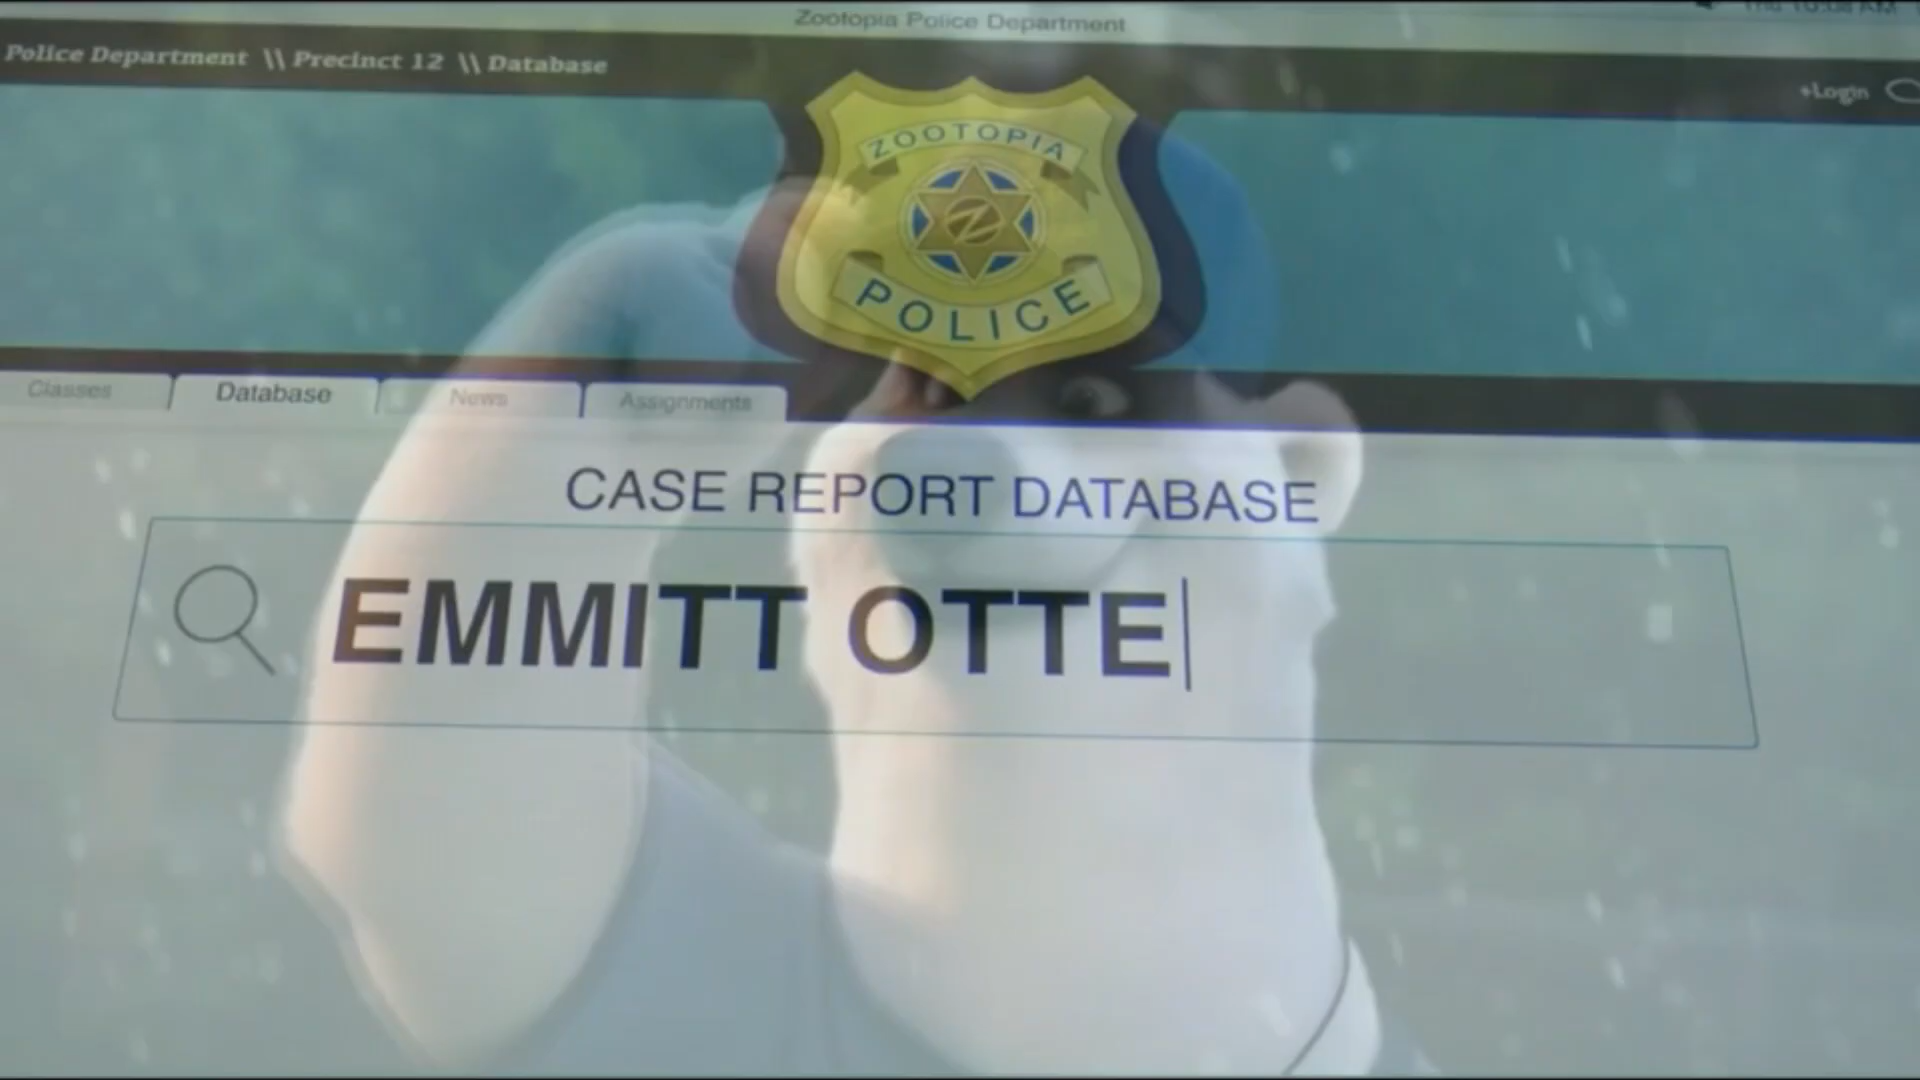 Zootopia Police Department
Police Department \\ Precinct 12 \\ Database
+Login
ZOOTOPIA
Z
POLICE
Classes
Database
News
Assignments
CASE REPORT DATABASE
EMMITT OTTE